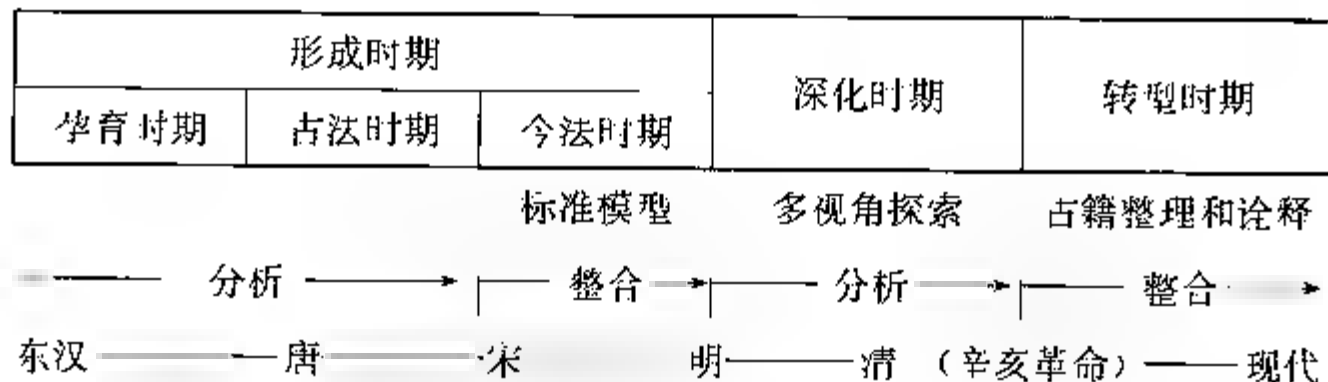 形成时期
深化时期 转型时期
孕育时期 古法时期 今法时期
标准模型 多视角探索 古籍整理和诠释
分析 整合 分析 整合
东汉 唐 宋 明 清 (辛亥革命) 现代